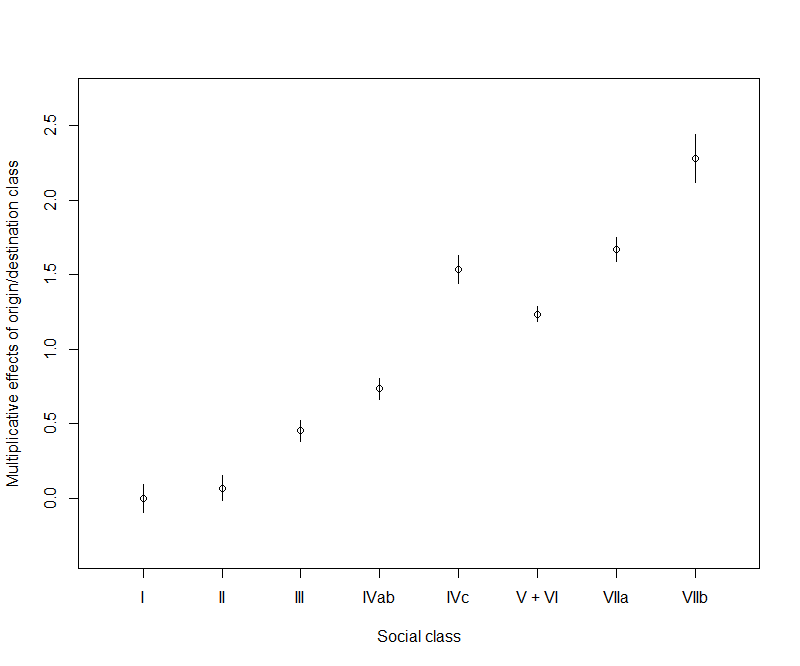 Multiplicative effects of origin/destination class
2.5
2.0
1.5
1.0
0.5
0.0
I II III IVab IVc V + VI VIIa VIIb
Social class